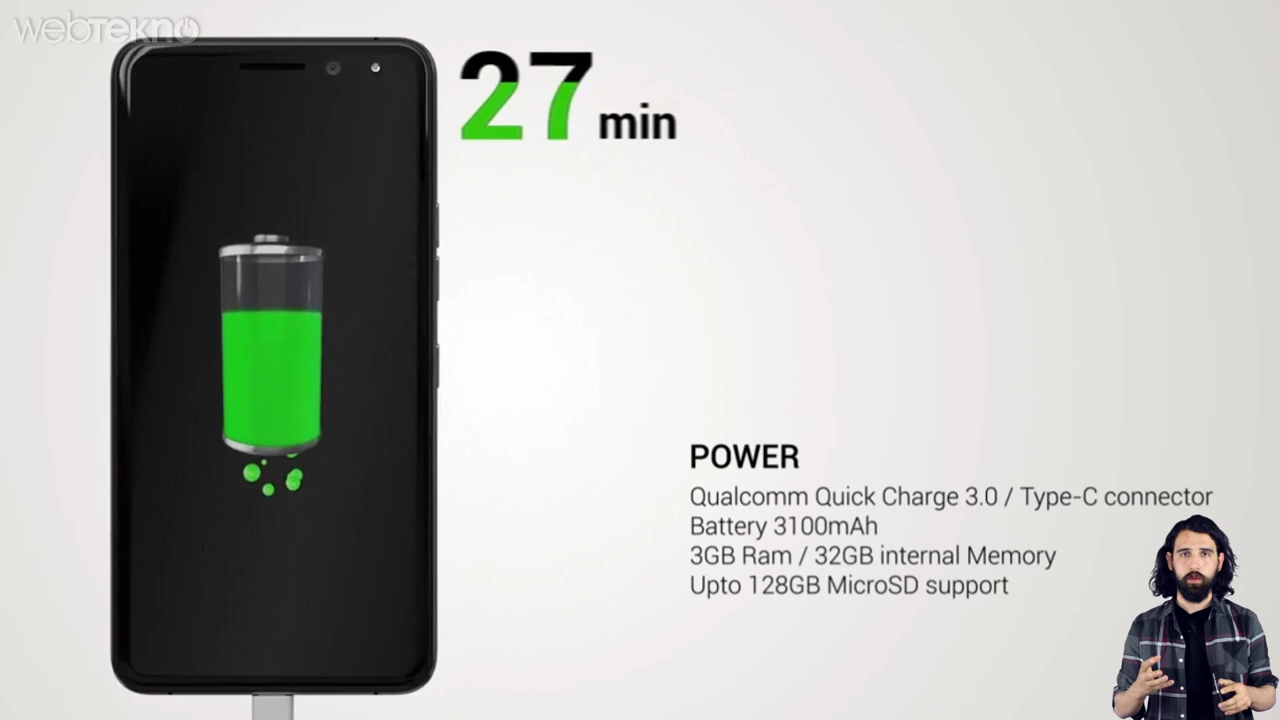 webtekno
27 min
POWER
Qualcomm Quick Charge 3.0 / Type-C connector
Battery 3100mAh
3GB Ram / 32GB internal Memory
Upto 128GB MicroSD support